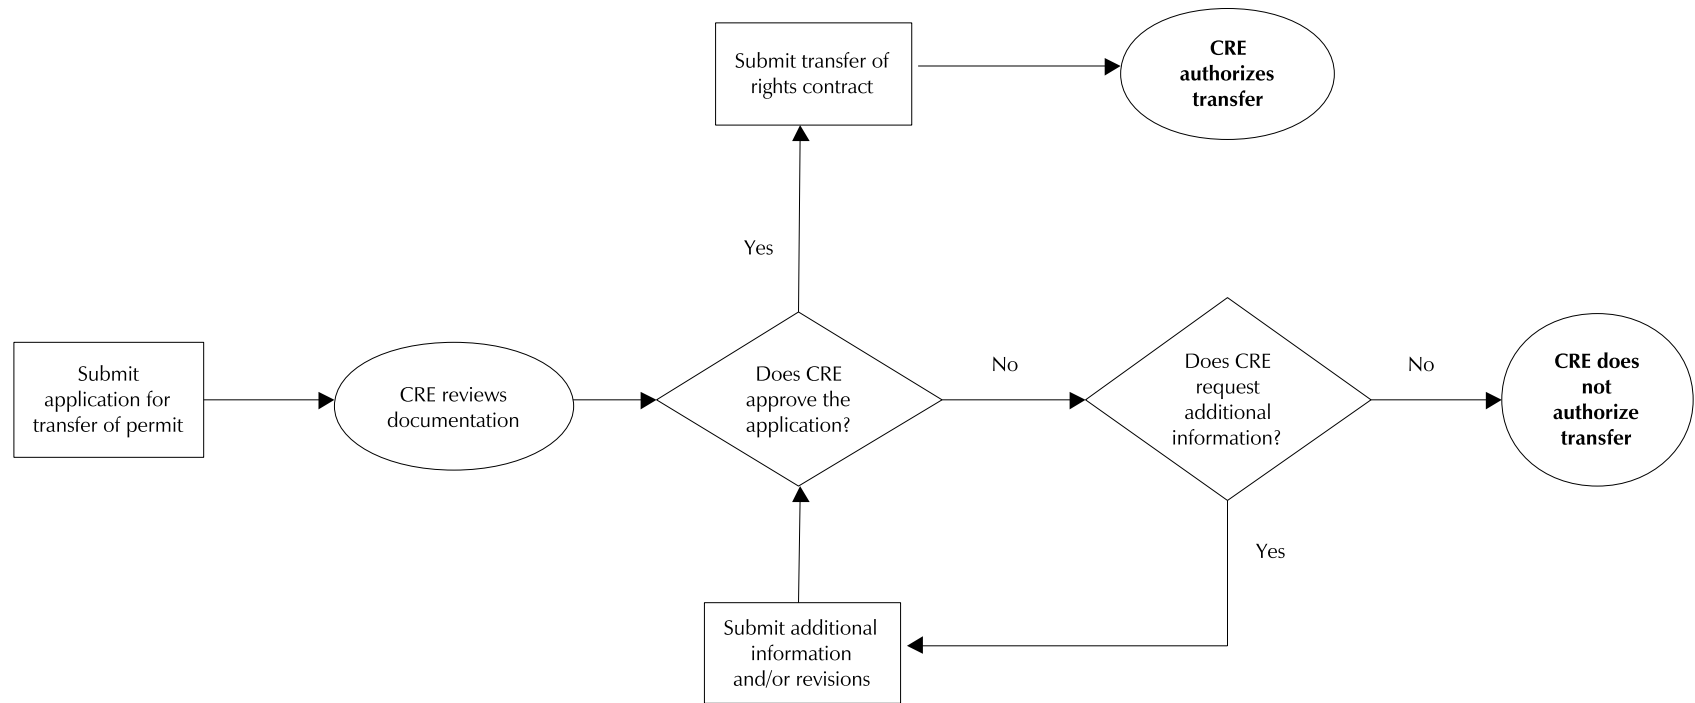 Submit transfer of
rights contract
CRE
authorizes
transfer
Yes
Submit
application for
transfer of permit
CRE reviews
documentation
Does CRE
approve the
application?
No
Does CRE
request
additional
information?
No
CRE does
not
authorize
transfer
Yes
Submit additional
information
and/or revisions